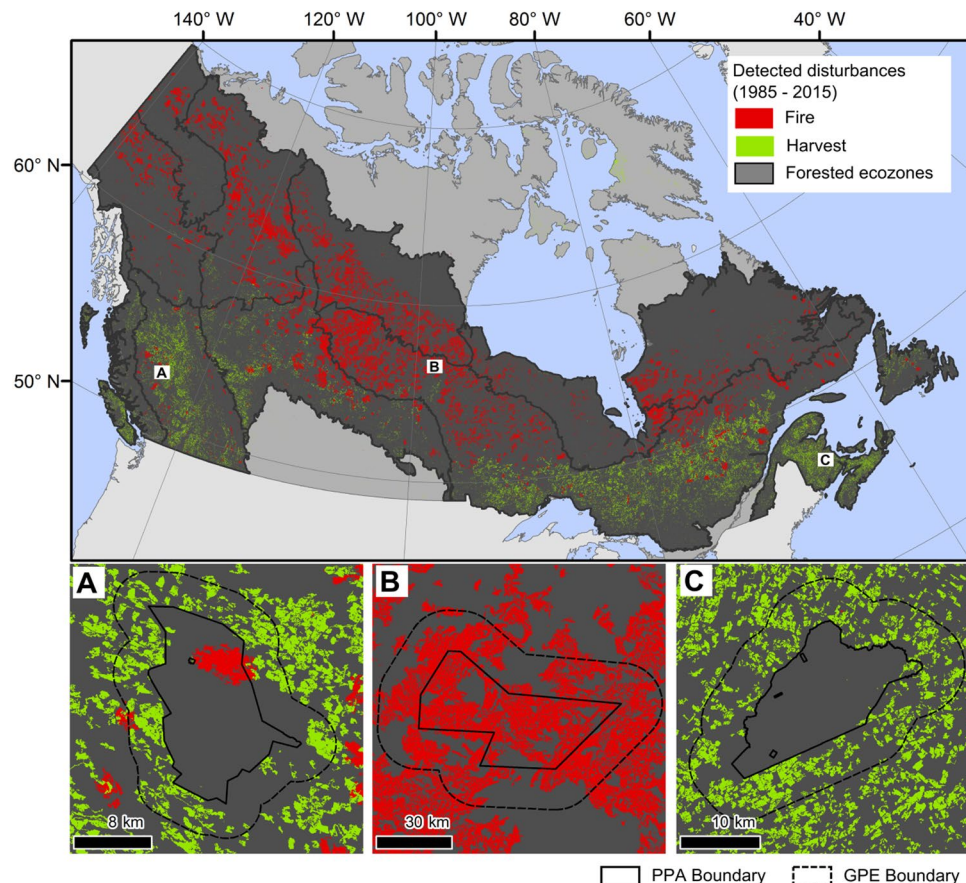 140° W 120° W 100° W 80° W 60° W 40° W
Detected disturbances
(1985 - 2015)
Fire
Harvest
Forested ecozones
60° N
50° N
A
B
C
A
B
C
8 km
30 km
10 km
PPA Boundary
GPE Boundary